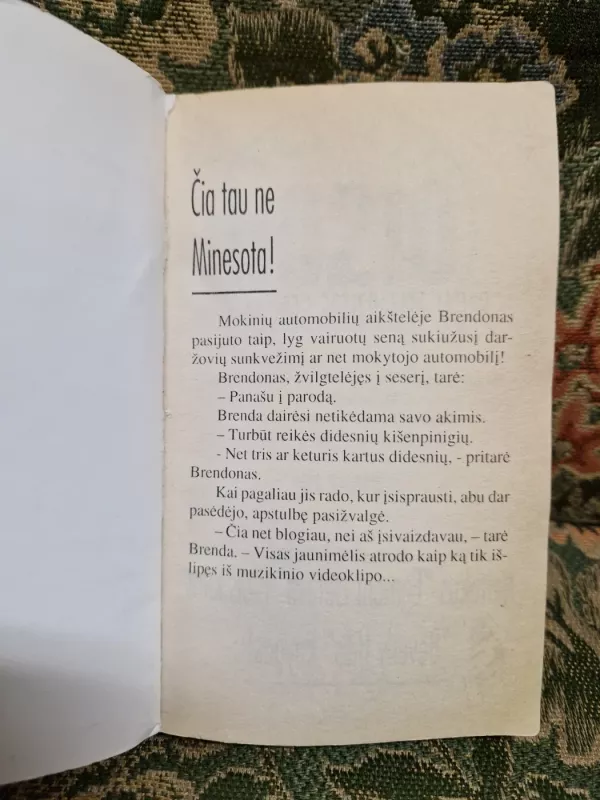 Čia tau ne
Minesota!
Mokinių automobilių aikštelėje Brendonas
pasijuto taip, lyg vairuotų seną sukiužusį dar-
žovių sunkvežimį ar net mokytojo automobilį!
Brendonas, žvilgtelėjęs į seserį, tarė:
– Panašu į parodą.
Brenda dairėsi netikėdama savo akimis.
– Turbūt reikės didesnių kišenpinigių.
- Net tris ar keturis kartus didesnių, - pritarė
Brendonas.
Kai pagaliau jis rado, kur įsisprausti, abu dar
pasėdėjo, apstulbę pasižvalgė.
– Čia net blogiau, nei aš įsivaizdavau, – tarė
Brenda. – Visas jaunimėlis atrodo kaip ką tik iš-
lipęs iš muzikinio videoklipo...